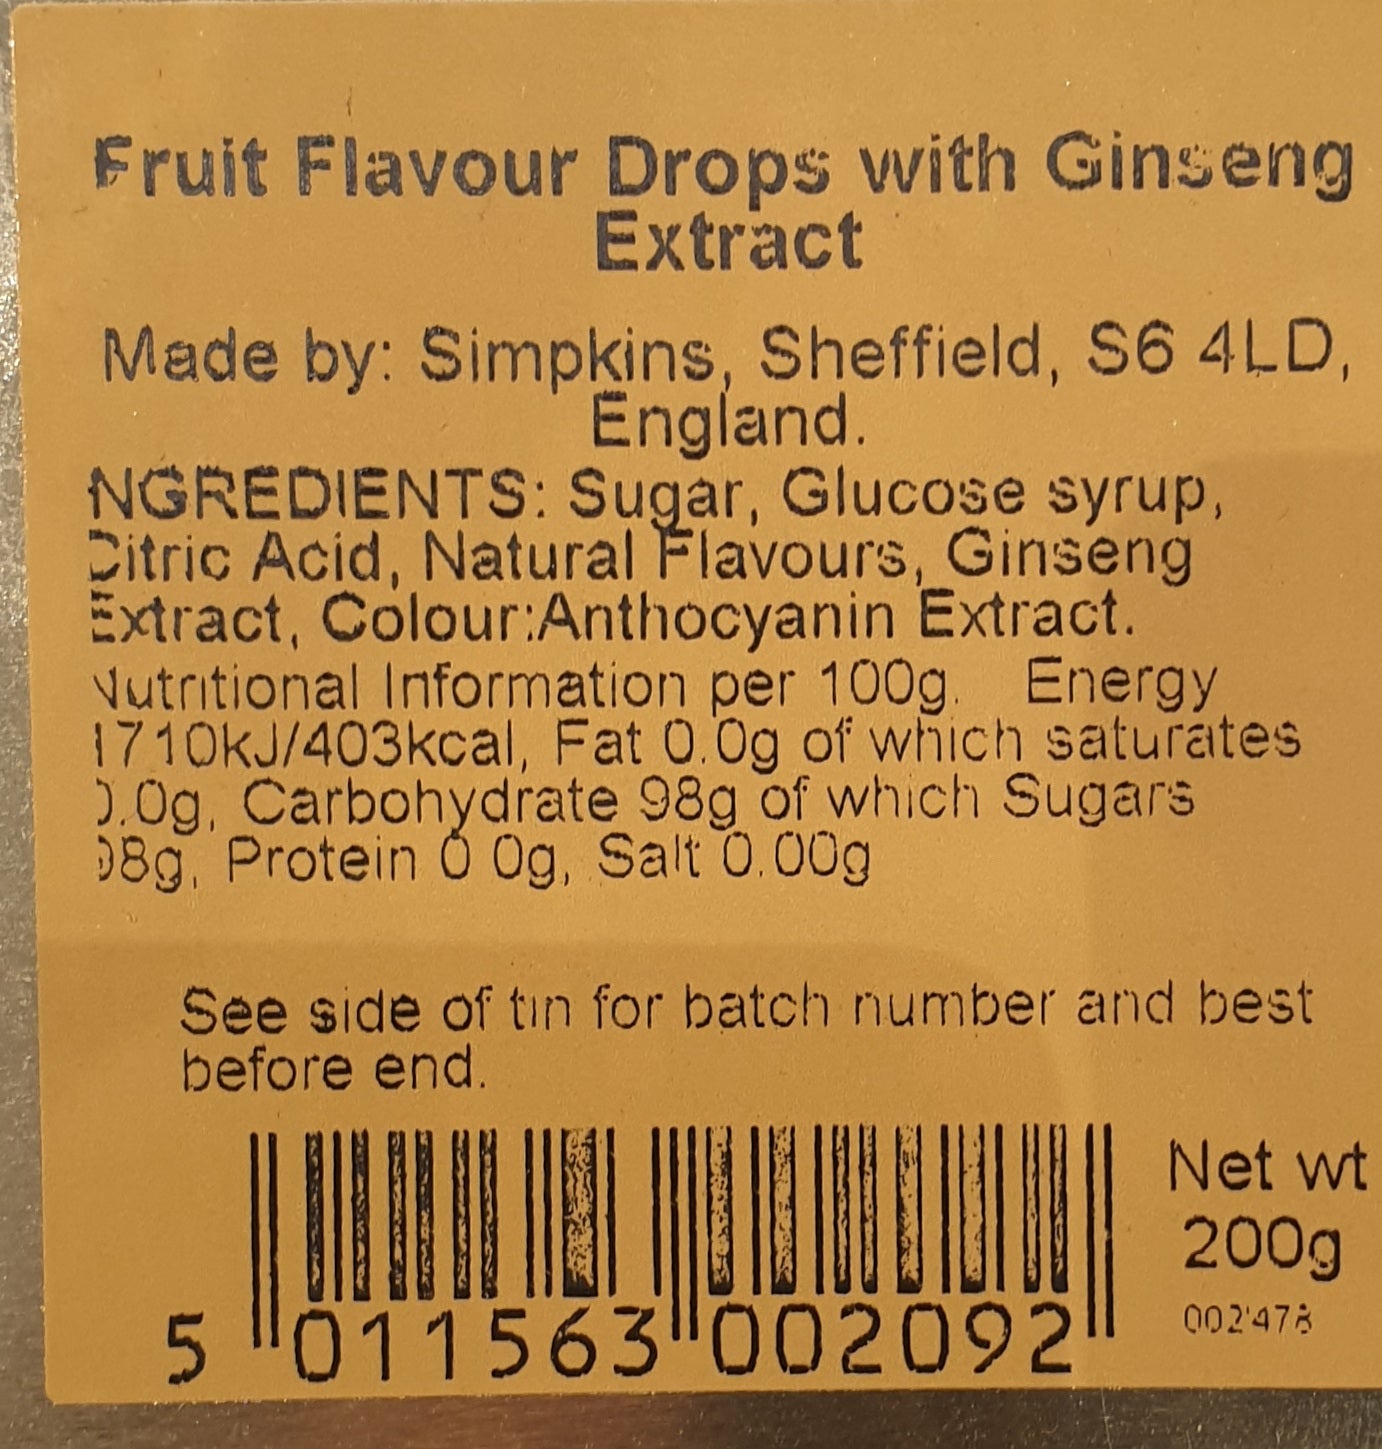 Fruit Flavour Drops with Ginseng
Extract
Made by: Simpkins, Sheffield, S6 4LD,
England.
NGREDIENTS: Sugar, Glucose syrup,
Citric Acid, Natural Flavours, Ginseng
Extract, Colour:Anthocyanin Extract.
Nutritional Information per 100g. Energy
1710kJ/403kcal, Fat 0.0g of which saturates
0.0g, Carbohydrate 98g of which Sugars
98g, Protein 0 0g, Salt 0.00g
See side of tin for batch number and best
before end.
Net wt
200g
002478
5 011563 002092